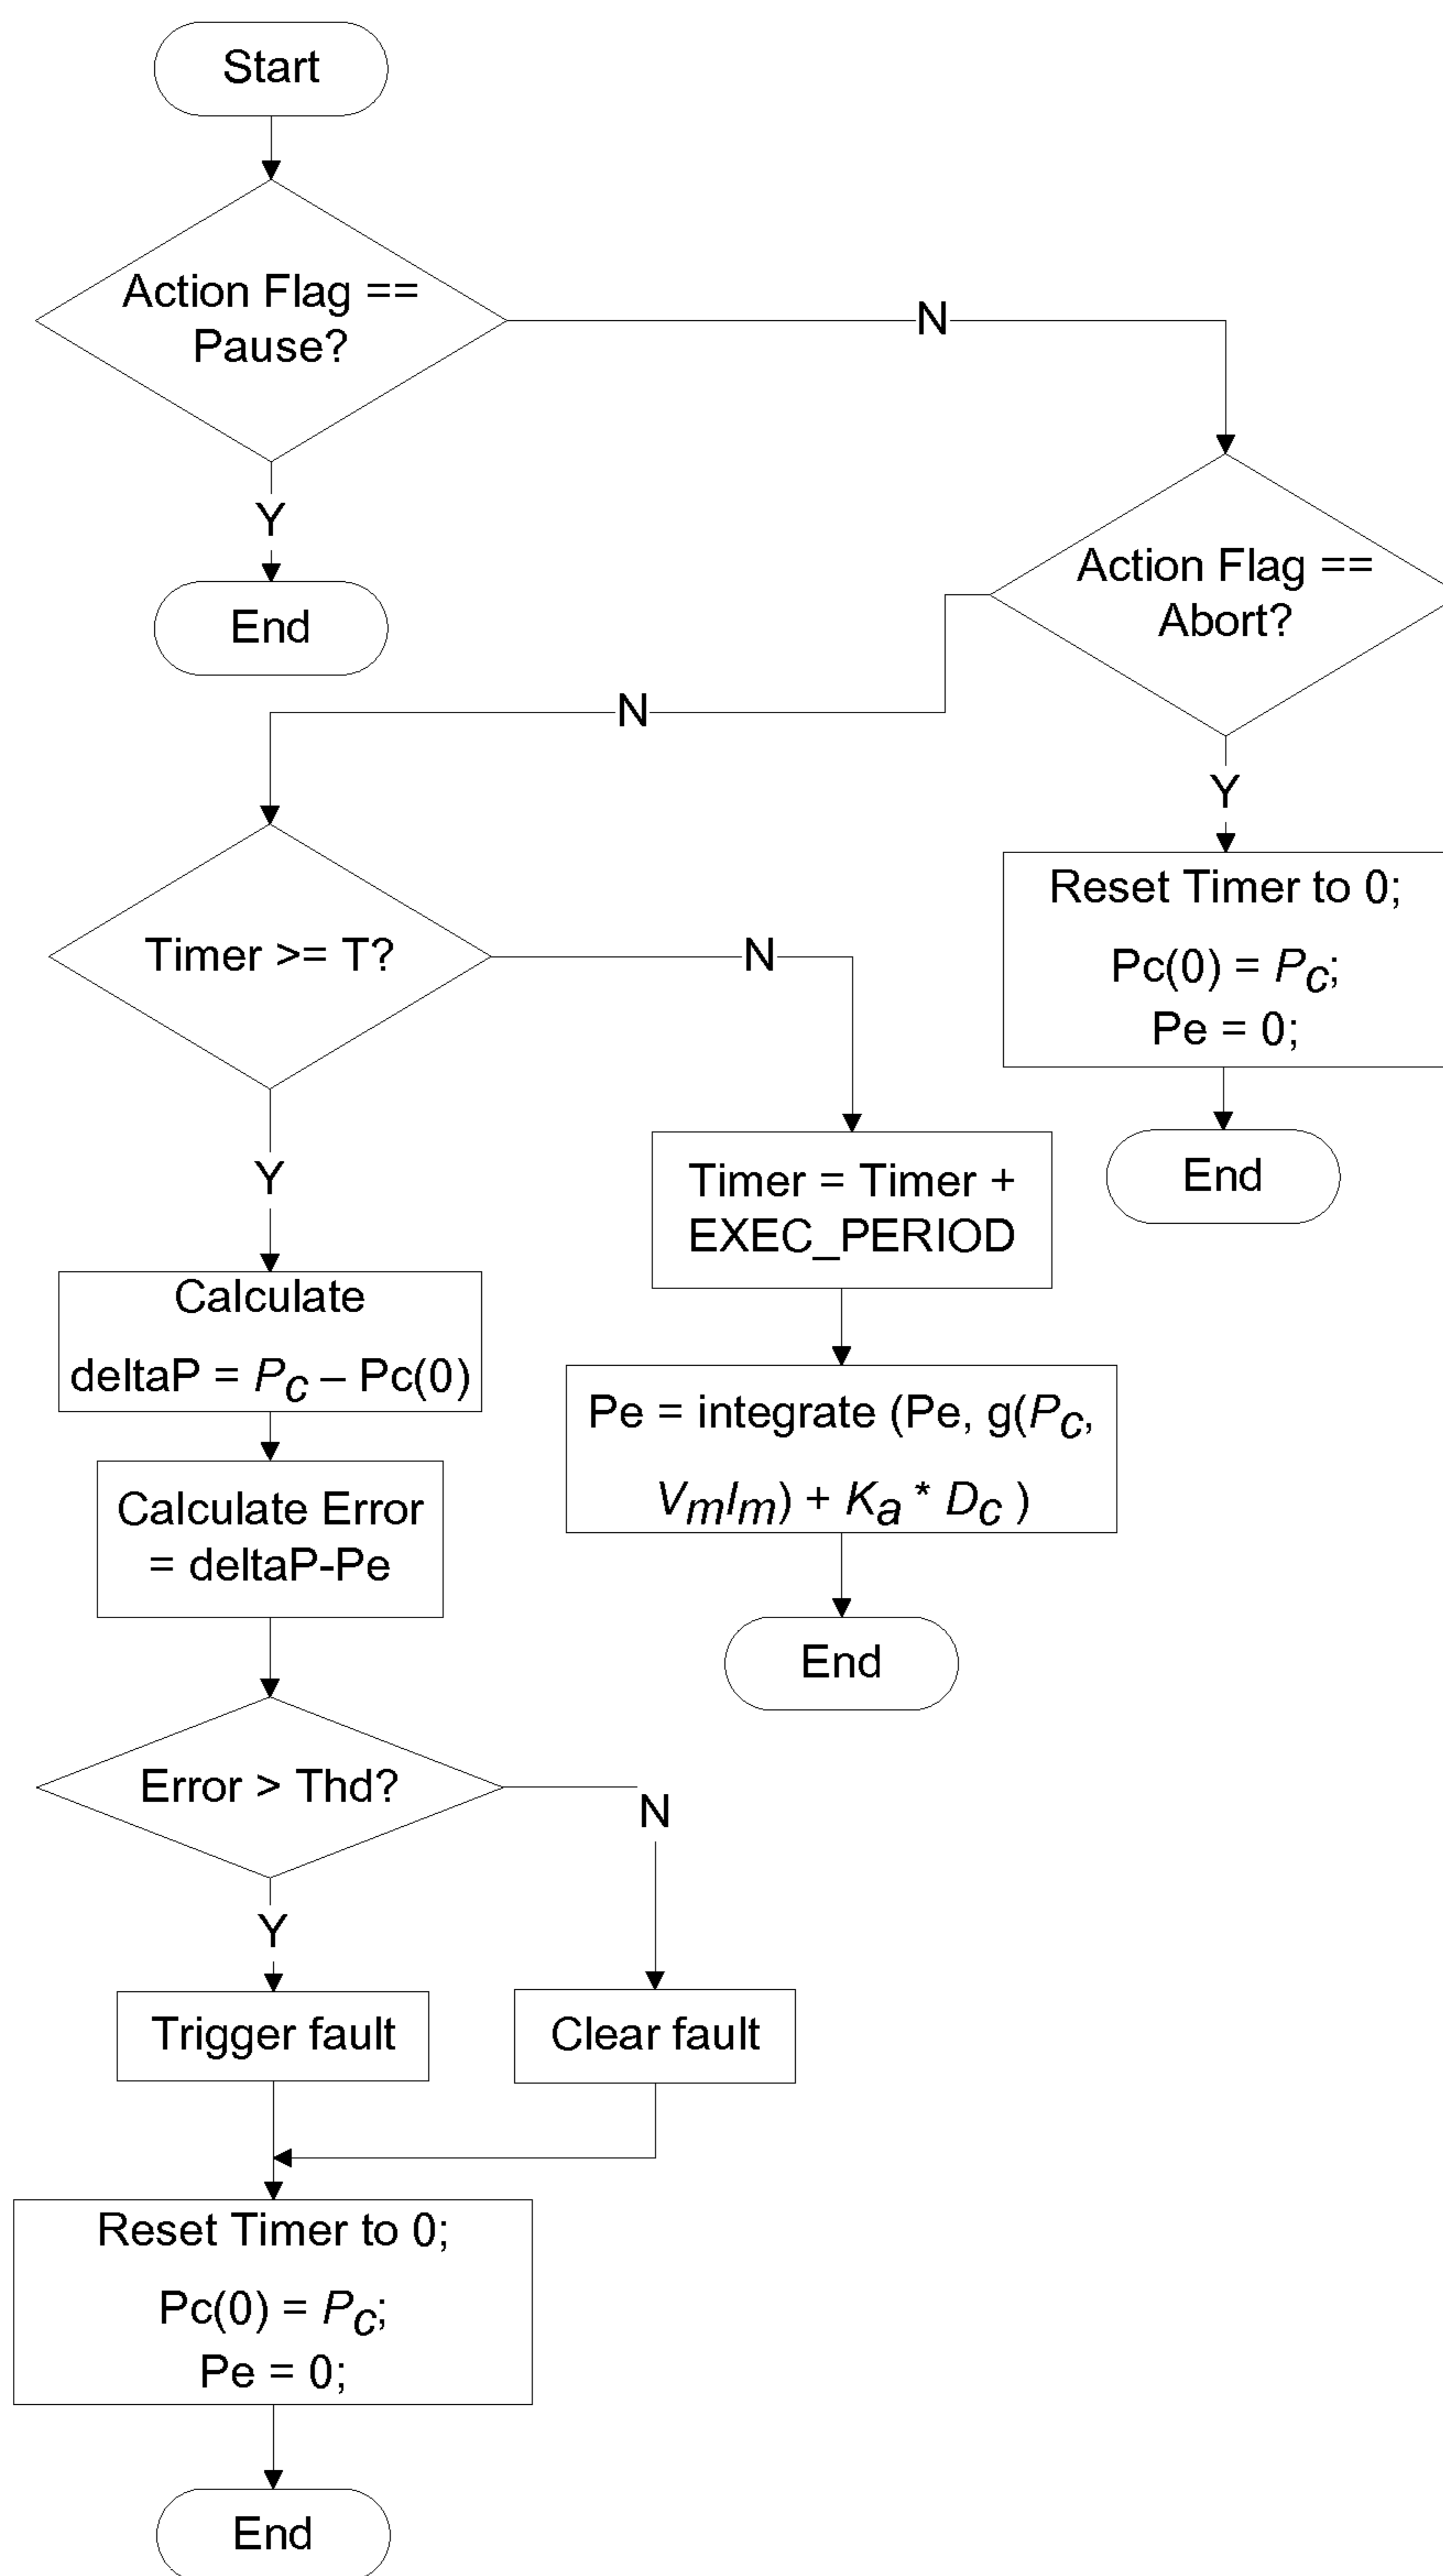 Start
Action Flag ==
Pause?
N
Y
End
Action Flag ==
Abort?
N
Y
Reset Timer to 0;
Pc(0) = Pc;
Pe = 0;
End
Timer >= T?
N
Y
Timer = Timer +
EXEC_PERIOD
Pe = integrate (Pe, g(Pc,
VmIm) + Ka * Dc )
End
Calculate
deltaP = Pc – Pc(0)
Calculate Error
= deltaP-Pe
Error > Thd?
N
Y
Trigger fault
Clear fault
Reset Timer to 0;
Pc(0) = Pc;
Pe = 0;
End